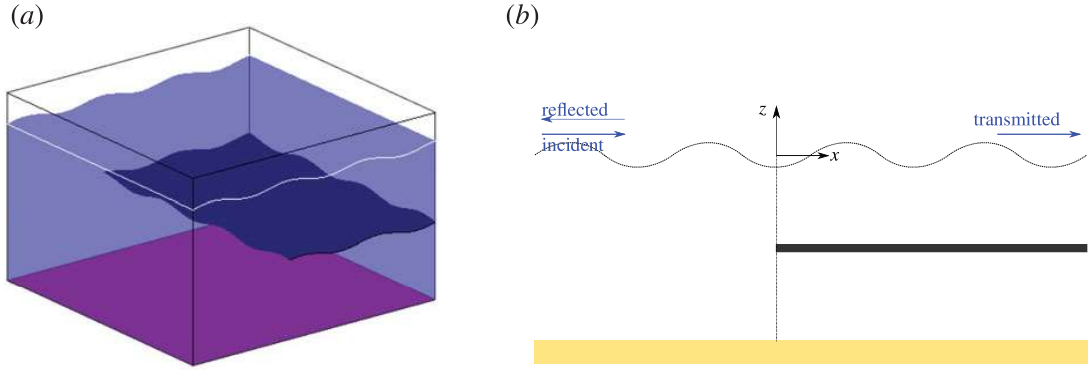 (a)
(b)
reflected
incident
z
x
transmitted